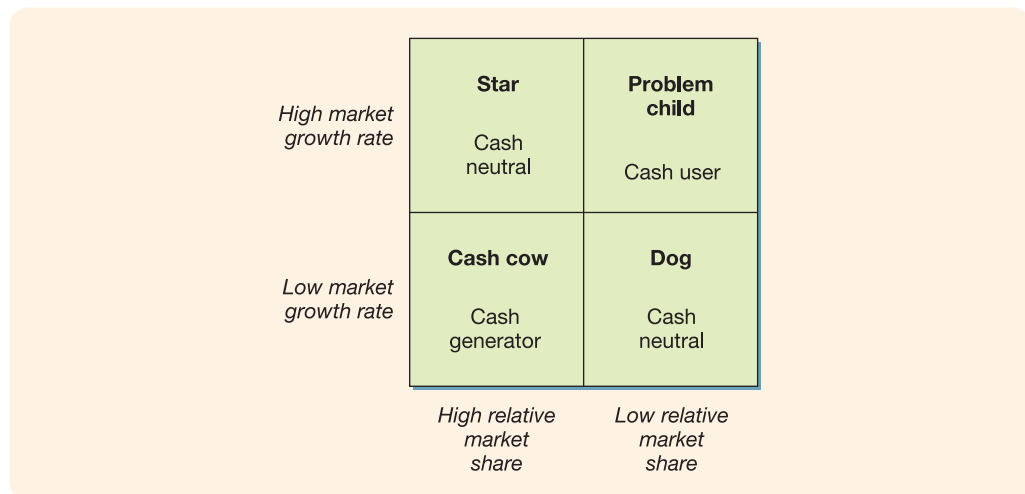 High market
growth rate
Star
Cash
neutral
Problem
child
Cash user
Low market
growth rate
Cash cow
Cash
generator
Dog
Cash
neutral
High relative
market
share
Low relative
market
share